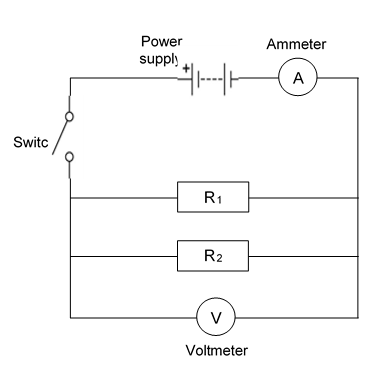 Power
supply
+
Ammeter
A
Switc
R1
R2
V
Voltmeter